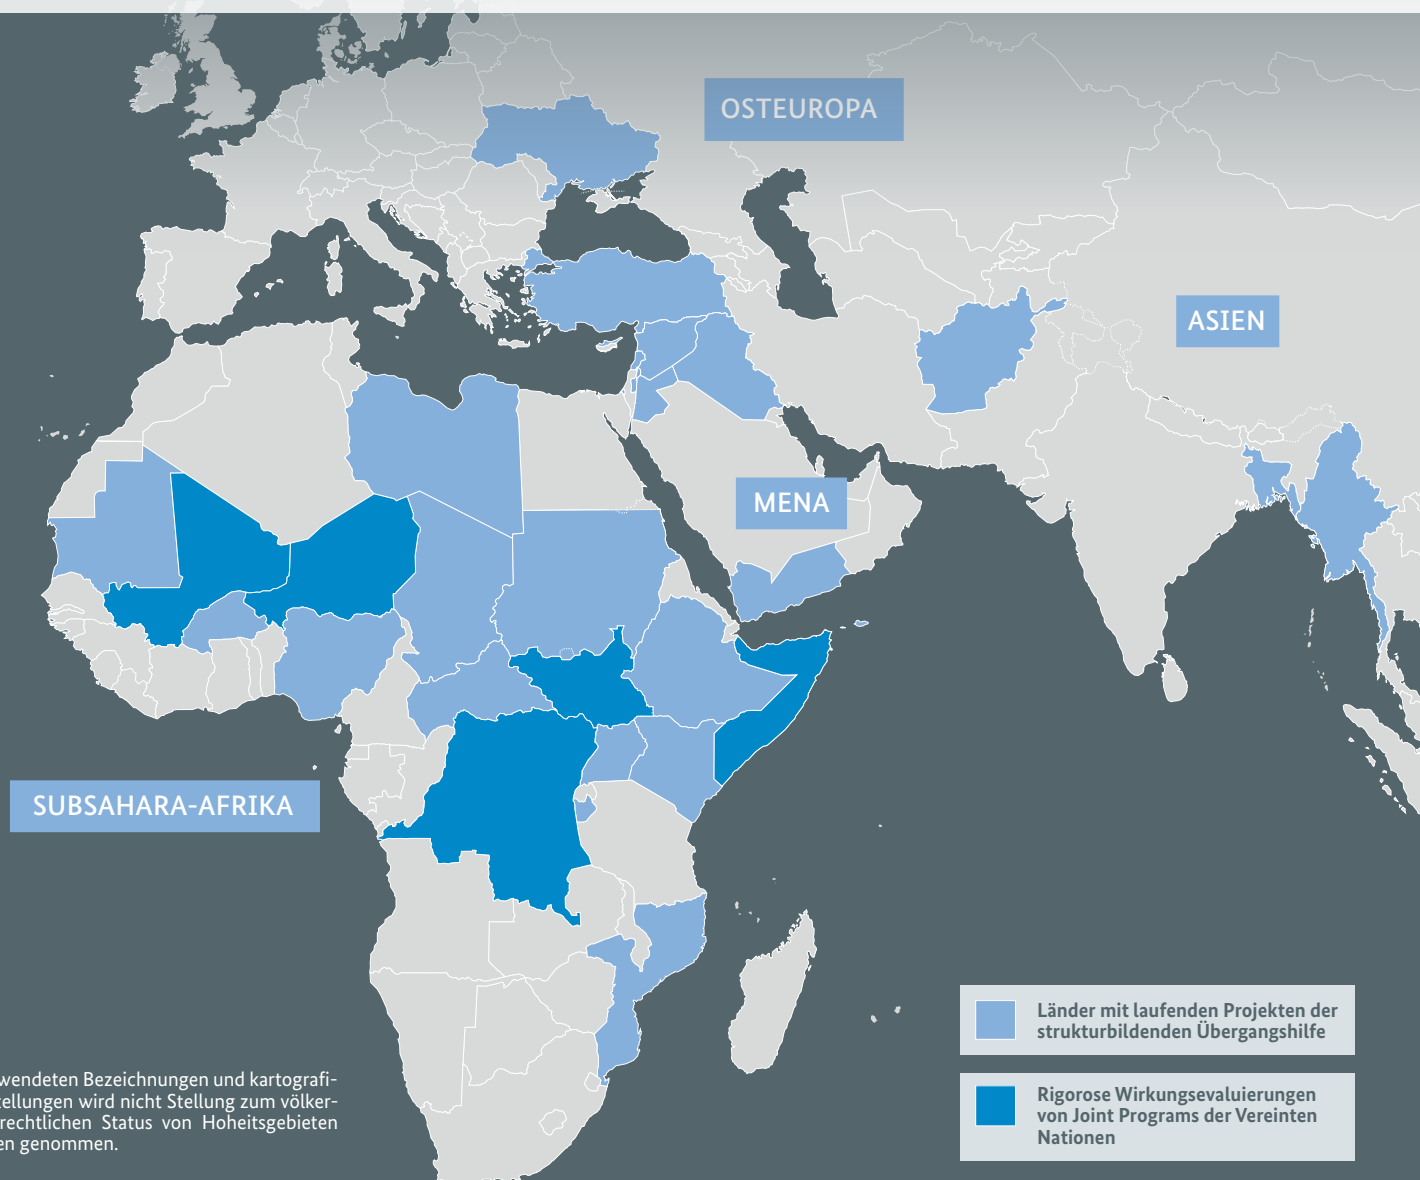 OSTEUROPA
ASIEN
MENA
SUBSAHARA-AFRIKA
Länder mit laufenden Projekten der
strukturbildenden Übergangshilfe
Rigorose Wirkungsevaluierungen
von Joint Programs der Vereinten
Nationen
wendeten Bezeichnungen und kartografi-
tellungen wird nicht Stellung zum völker-
rechtlichen Status von Hoheitsgebieten
en genommen.